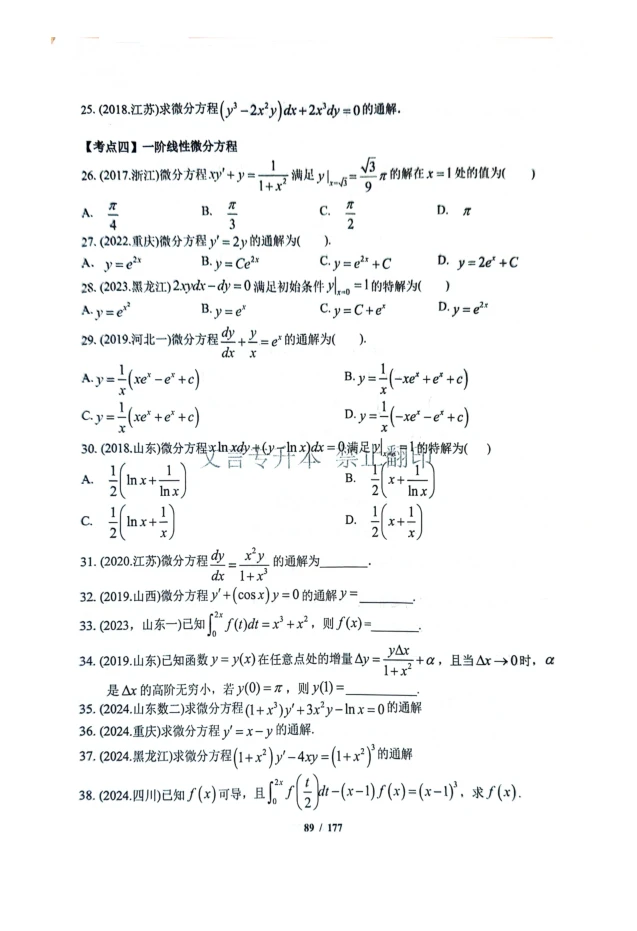 25. (2018.江苏)求微分方程(y³－2x²y)dx+2x³dy=0的通解.
【考点四】一阶线性微分方程
26. (2017.浙江)微分方程xy′+y=1/(1+x²)满足y|ₓ₌√₃=(√3/9)π的解在x=1处的值为( )
A. π/4 B. π/3 C. π/2 D. π
27. (2022.重庆)微分方程y′=2y的通解为( ).
A. y=e²ˣ B. y=Ce²ˣ C. y=e²ˣ+C D. y=2eˣ+C
28. (2023.黑龙江)2xydx－dy=0满足初始条件y|ₓ₌₀=1的特解为( )
A. y=e^(x²) B. y=eˣ C. y=C+eˣ D. y=e²ˣ
29. (2019.河北一)微分方程dy/dx+y/x=eˣ的通解为( ).
A. y=1/x(xeˣ－eˣ+c) B. y=1/x(－xeˣ+eˣ+c)
C. y=1/x(xeˣ+eˣ+c) D. y=1/x(－xeˣ－eˣ+c)
30. (2018.山东)微分方程x ln xdy+(y－ln x)dx=0满足y|=1的特解为( )
文言专升本 禁止翻印
A. 1/2(ln x+1/ln x) B. 1/2(x+1/ln x)
C. 1/2(ln x+1/x) D. 1/2(x+1/x)
31. (2020.江苏)微分方程dy/dx=x²y/(1+x³)的通解为______.
32. (2019.山西)微分方程y′+(cos x)y=0的通解y=______.
33. (2023，山东一)已知∫₀²ˣ f(t)dt=x³+x²，则f(x)=______.
34. (2019.山东)已知函数y=y(x)在任意点处的增量Δy=yΔx/(1+x²)+α，且当Δx→0时，α
是Δx的高阶无穷小，若y(0)=π，则y(1)=______.
35. (2024.山东数二)求微分方程(1+x³)y′+3x²y－ln x=0的通解
36. (2024.重庆)求微分方程y′=x－y的通解.
37. (2024.黑龙江)求微分方程(1+x²)y′－4xy=(1+x²)³的通解
38. (2024.四川)已知f(x)可导，且∫₀²ˣ f(t/2)dt－(x－1)f(x)=(x－1)³，求f(x).
89 / 177